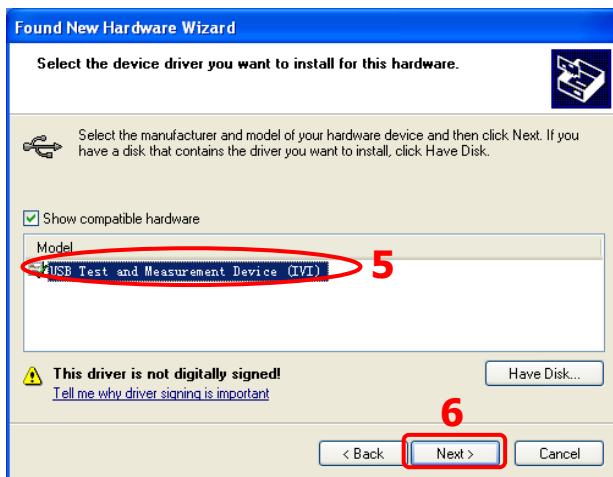 Found New Hardware Wizard
Select the device driver you want to install for this hardware.
Select the manufacturer and model of your hardware device and then click Next. If you
have a disk that contains the driver you want to install, click Have Disk.
Show compatible hardware
Model
USB Test and Measurement Device (IVI)
5
This driver is not digitally signed!
Have Disk...
Tell me why driver signing is important
6
< Back
Next >
Cancel